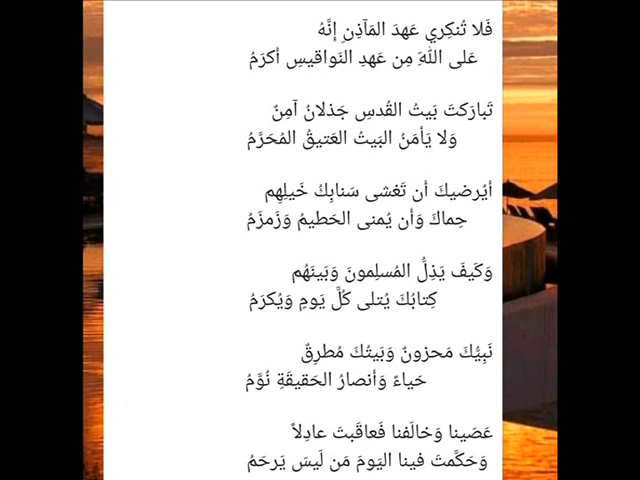 فَلا تُنكِري عَهدَ المَآذِنِ إِنَّهُ
عَلى اللَّهِ مِن عَهدِ النَواقيسِ أَكرَمُ
تَبارَكتَ بَيتُ القُدسِ جَذلانُ آمِنٌ
وَلا يَأمَنُ البَيتُ العَتيقُ المُحَرَّمُ
أَيُرضيكَ أَن تَغشى سَنابِكُ خَيلِهِم
حِماكَ وَأَن يُمنى الحَطيمُ وَزَمزَمُ
وَكَيفَ يَذِلُّ المُسلِمونَ وَبَينَهُم
كِتابُكَ يُتلى كُلَّ يَومٍ وَيُكرَمُ
نَبِيُّكَ مَحزونٌ وَبَيتُكَ مُطرِقٌ
حَياءً وَأَنصارُ الحَقيقَةِ نُوَّمُ
عَصَينا وَخالَفنا فَعاقَبتَ عادِلاً
وَحَكَّمتَ فينا اليَومَ مَن لَيسَ يَرحَمُ